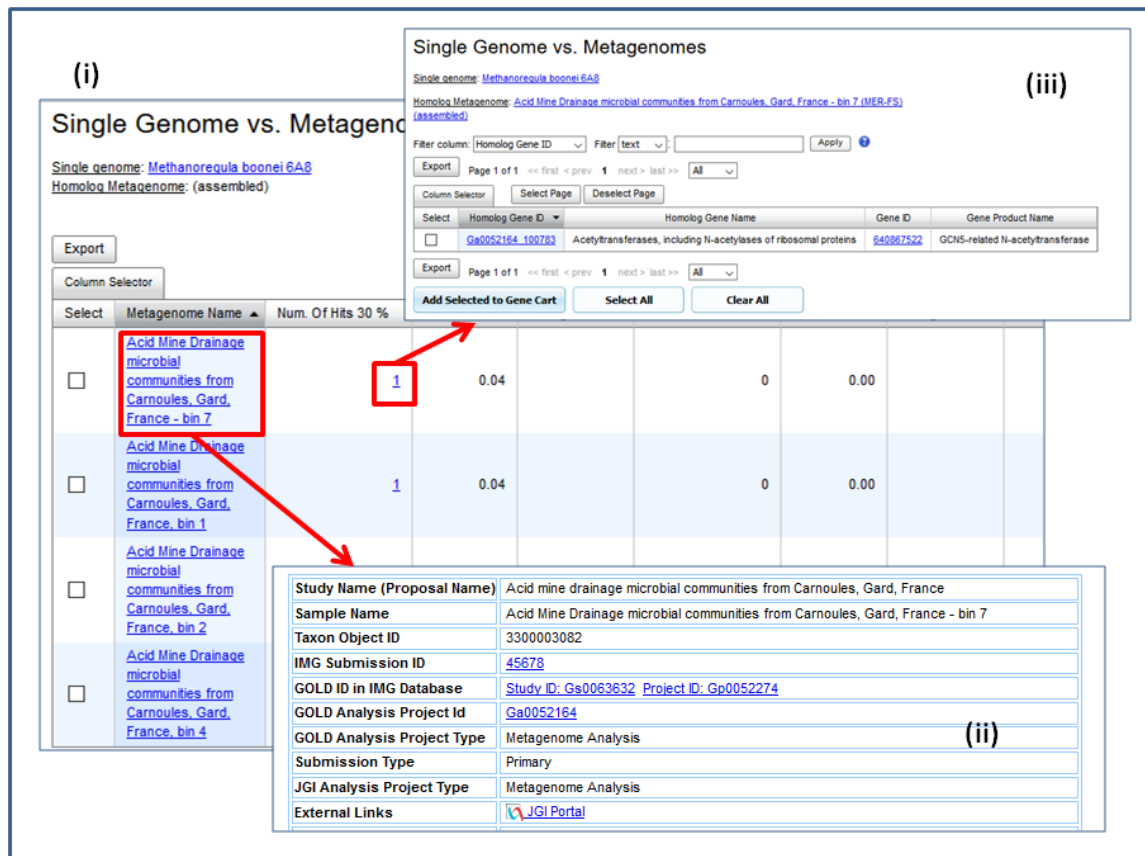 (i)
Single Genome vs. Metagenc
Single genome: Methanoregula boonei 6A8
Homolog Metagenome: (assembled)
Export
Column Selector
Select Metagenome Name ▲ Num. Of Hits 30 %
Acid Mine Drainage
microbial
communities from
Carnoules, Gard,
France - bin 7
1 0.04 0 0.00
Acid Mine Drainage
microbial
communities from
Carnoules, Gard,
France, bin 1
1 0.04 0 0.00
Acid Mine Drainage
microbial
communities from
Carnoules, Gard,
France, bin 2
Acid Mine Drainage
microbial
communities from
Carnoules, Gard,
France, bin 4
Single Genome vs. Metagenomes
(iii)
Single genome: Methanoregula boonei 6A8
Homolog Metagenome: Acid Mine Drainage microbial communities from Carnoules, Gard, France - bin 7 (MER-FS)
(assembled)
Filter column: Homolog Gene ID Filter text : Apply ?
Export Page 1 of 1 << first < prev 1 next > last >> All
Column Selector Select Page Deselect Page
Select Homolog Gene ID ▼ Homolog Gene Name Gene ID Gene Product Name
Ga0052164_100783 Acetyltransferases, including N-acetylases of ribosomal proteins 640867522 GCN5-related N-acetyltransferase
Export Page 1 of 1 << first < prev 1 next > last >> All
Add Selected to Gene Cart Select All Clear All
Study Name (Proposal Name) Acid mine drainage microbial communities from Carnoules, Gard, France
Sample Name Acid Mine Drainage microbial communities from Carnoules, Gard, France - bin 7
Taxon Object ID 3300003082
IMG Submission ID 45678
GOLD ID in IMG Database Study ID: Gs0063632 Project ID: Gp0052274
GOLD Analysis Project Id Ga0052164
GOLD Analysis Project Type Metagenome Analysis
(ii)
Submission Type Primary
JGI Analysis Project Type Metagenome Analysis
External Links JGI Portal